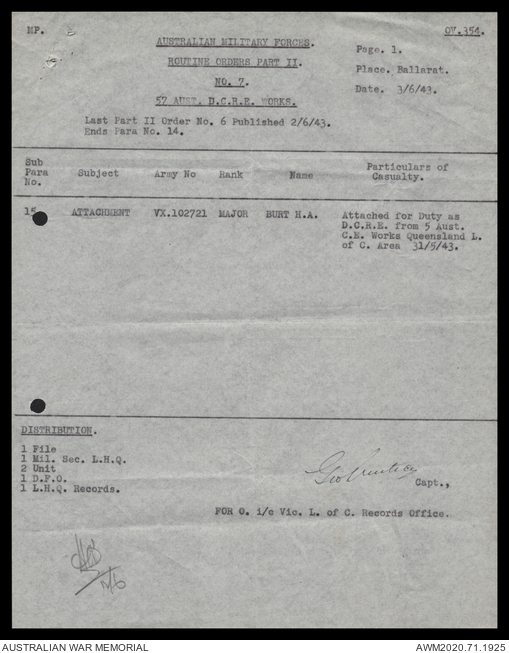 MP.
OV.354.
AUSTRALIAN MILITARY FORCES.
Page. 1.
ROUTINE ORDERS PART II.
Place. Ballarat.
NO. 7.
Date. 3/6/43.
57 AUST. D.C.R.E. WORKS.
Last Part II Order No. 6 Published 2/6/43.
Ends Para No. 14.
Sub Para No. Subject Army No Rank Name Particulars of Casualty.
15 ATTACHMENT VX.102721 MAJOR BURT H.A. Attached for Duty as
D.C.R.E. from 5 Aust.
C.E. Works Queensland L.
of C. Area 31/5/43.
DISTRIBUTION.
1 File
1 Mil. Sec. L.H.Q.
2 Unit
1 D.F.O.
1 L.H.Q. Records.
Capt.,
FOR O. i/c Vic. L. of C. Records Office.
AUSTRALIAN WAR MEMORIAL
AWM2020.71.1925